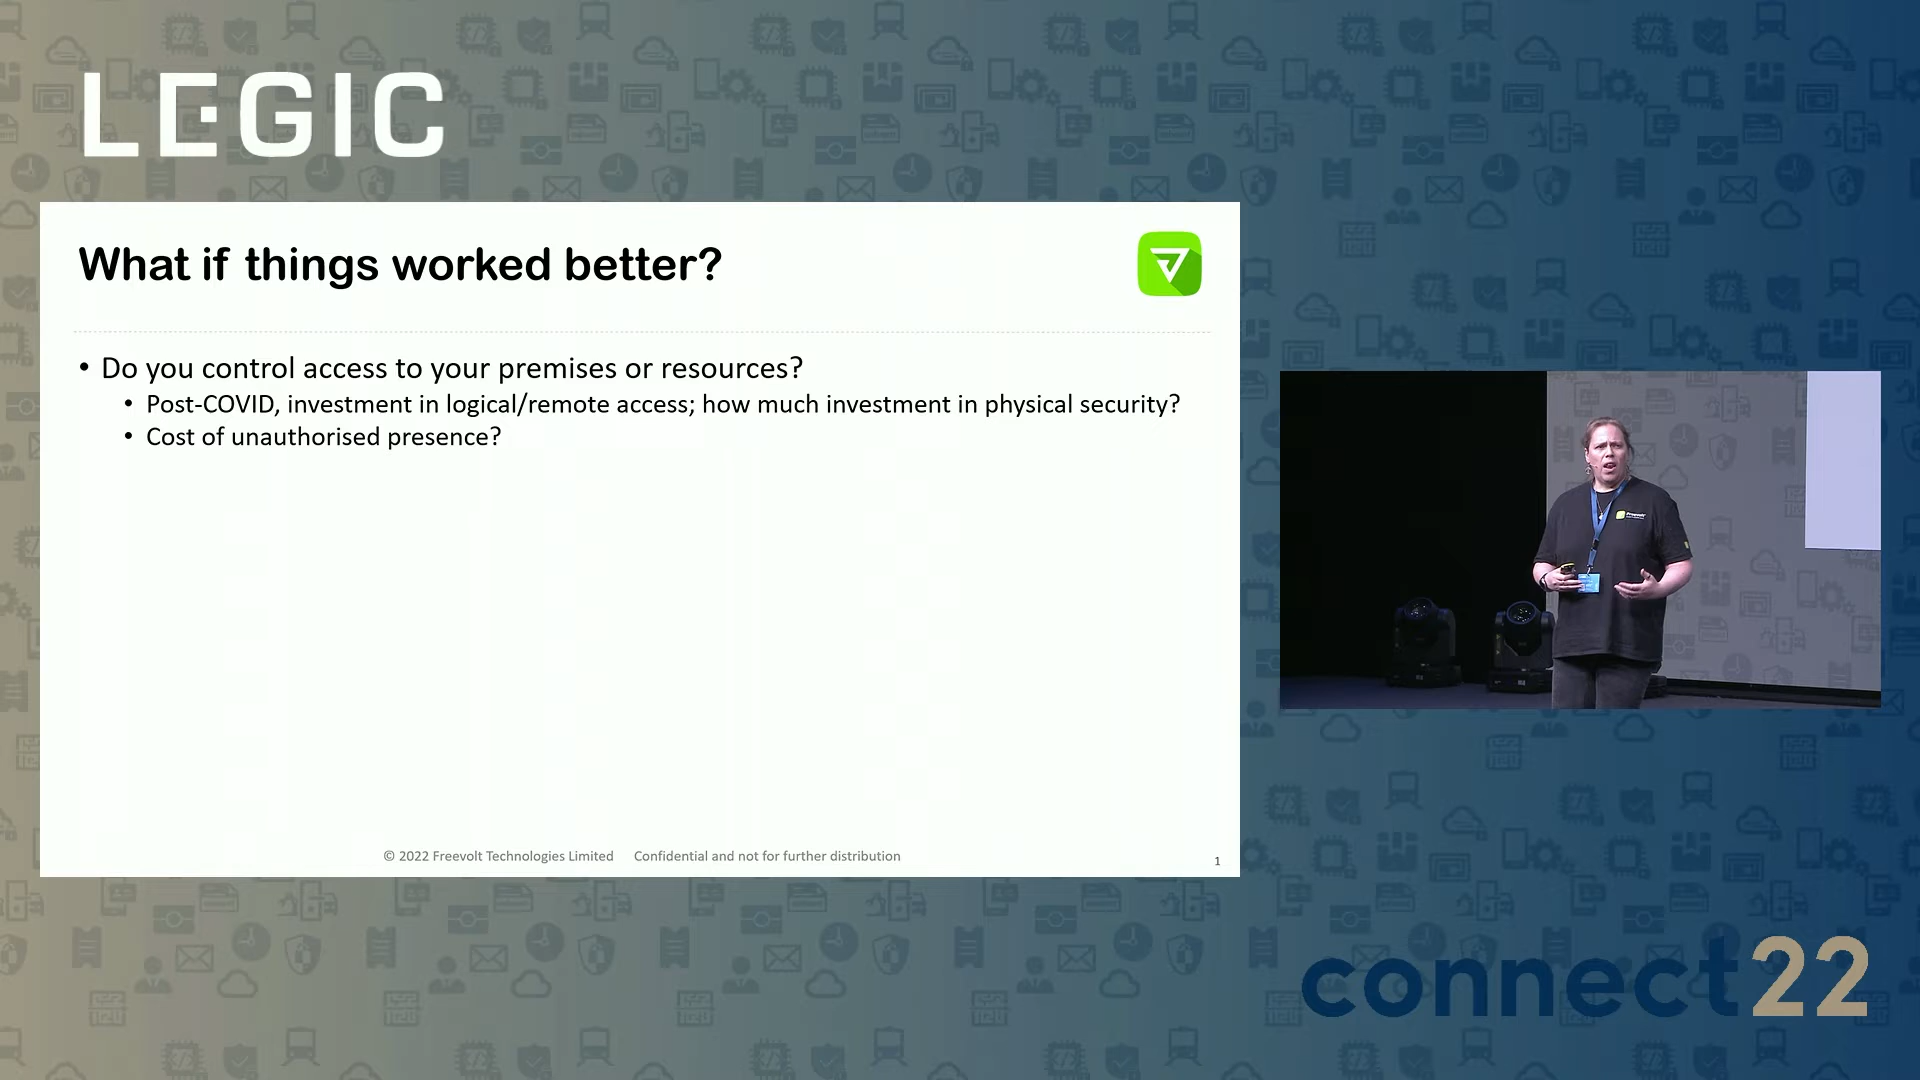 LEGIC
What if things worked better?
• Do you control access to your premises or resources?
• Post-COVID, investment in logical/remote access; how much investment in physical security?
• Cost of unauthorised presence?
© 2022 Freevolt Technologies Limited Confidential and not for further distribution
1
Freevolt
connect22